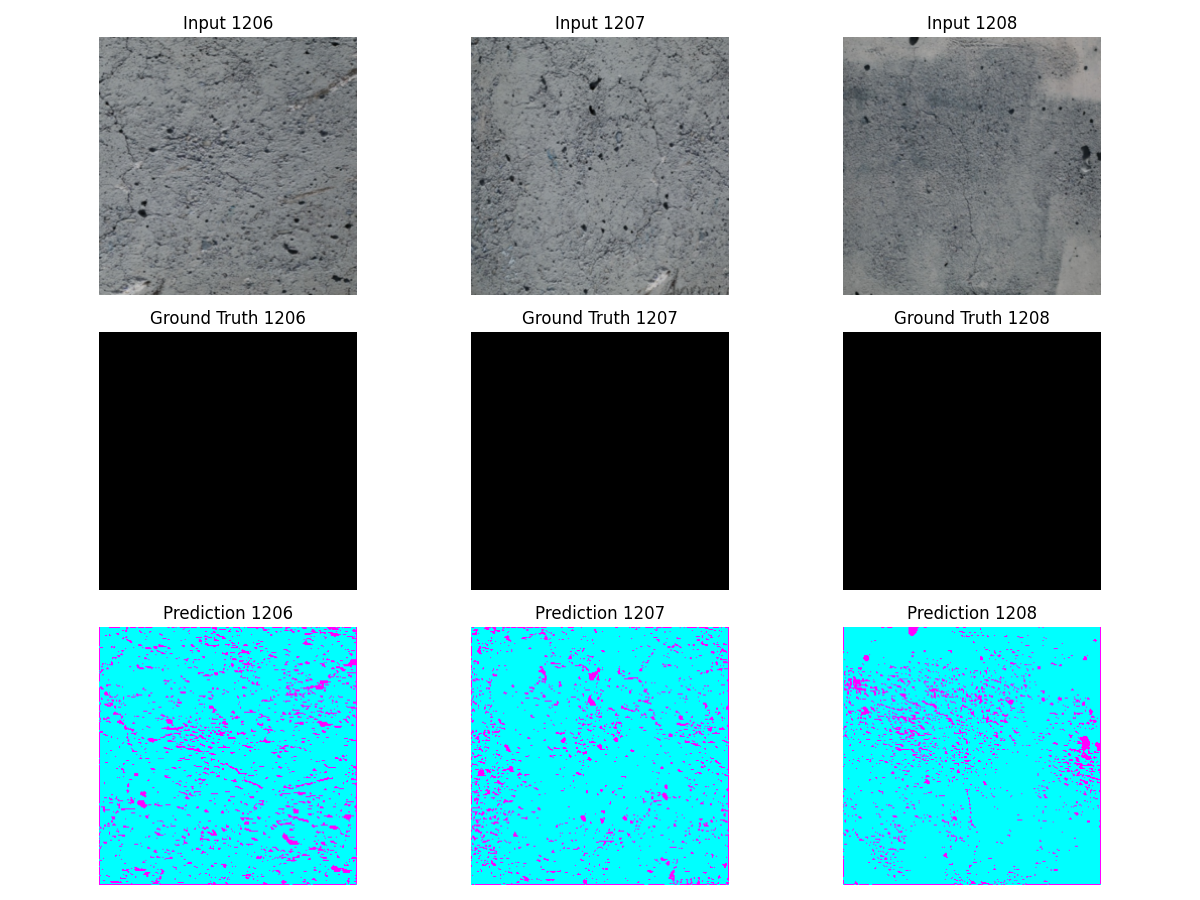 Input 1206
Input 1207
Input 1208
Ground Truth 1206
Ground Truth 1207
Ground Truth 1208
Prediction 1206
Prediction 1207
Prediction 1208